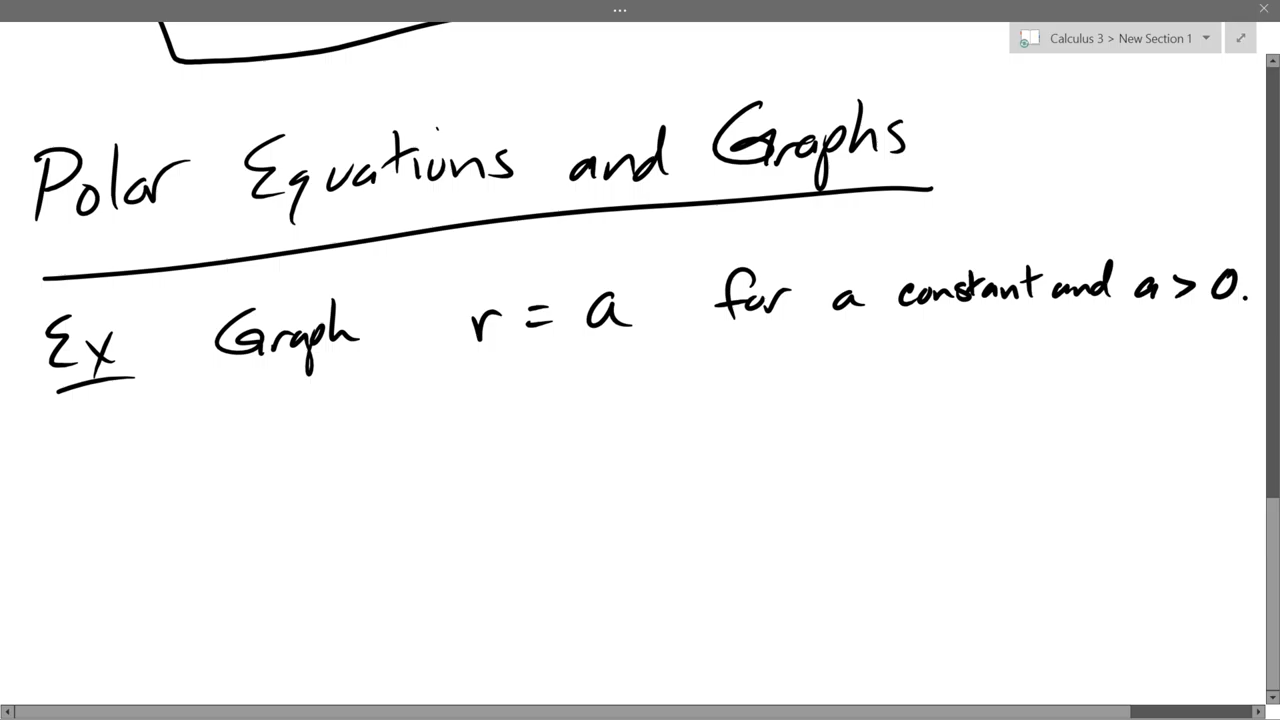 Calculus 3 > New Section 1
Polar Equations and Graphs
Ex Graph r = a for a constant and a > 0.